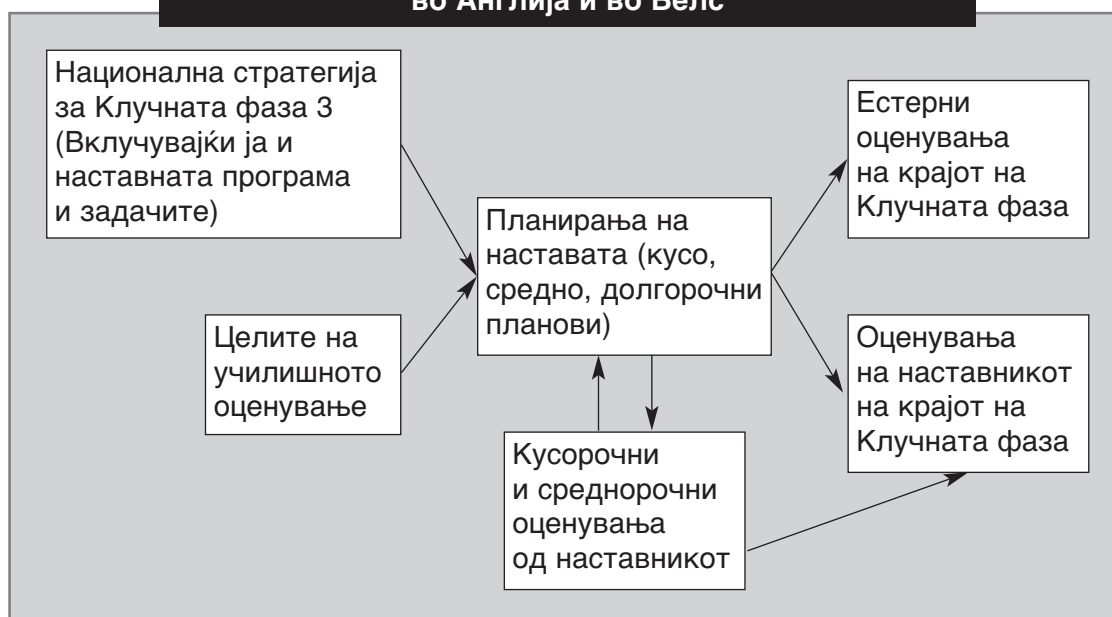 во Англија и во Велс
Национална стратегија
за Клучната фаза 3
(Вклучувајќи ја и
наставната програма
и задачите)
Целите на
училишното
оценување
Планирања на
наставата (кусо,
средно, долгорочни
планови)
Кусорочни
и среднорочни
оценувања
од наставникот
Естерни
оценувања
на крајот на
Клучната фаза
Оценувања
на наставникот
на крајот на
Клучната фаза